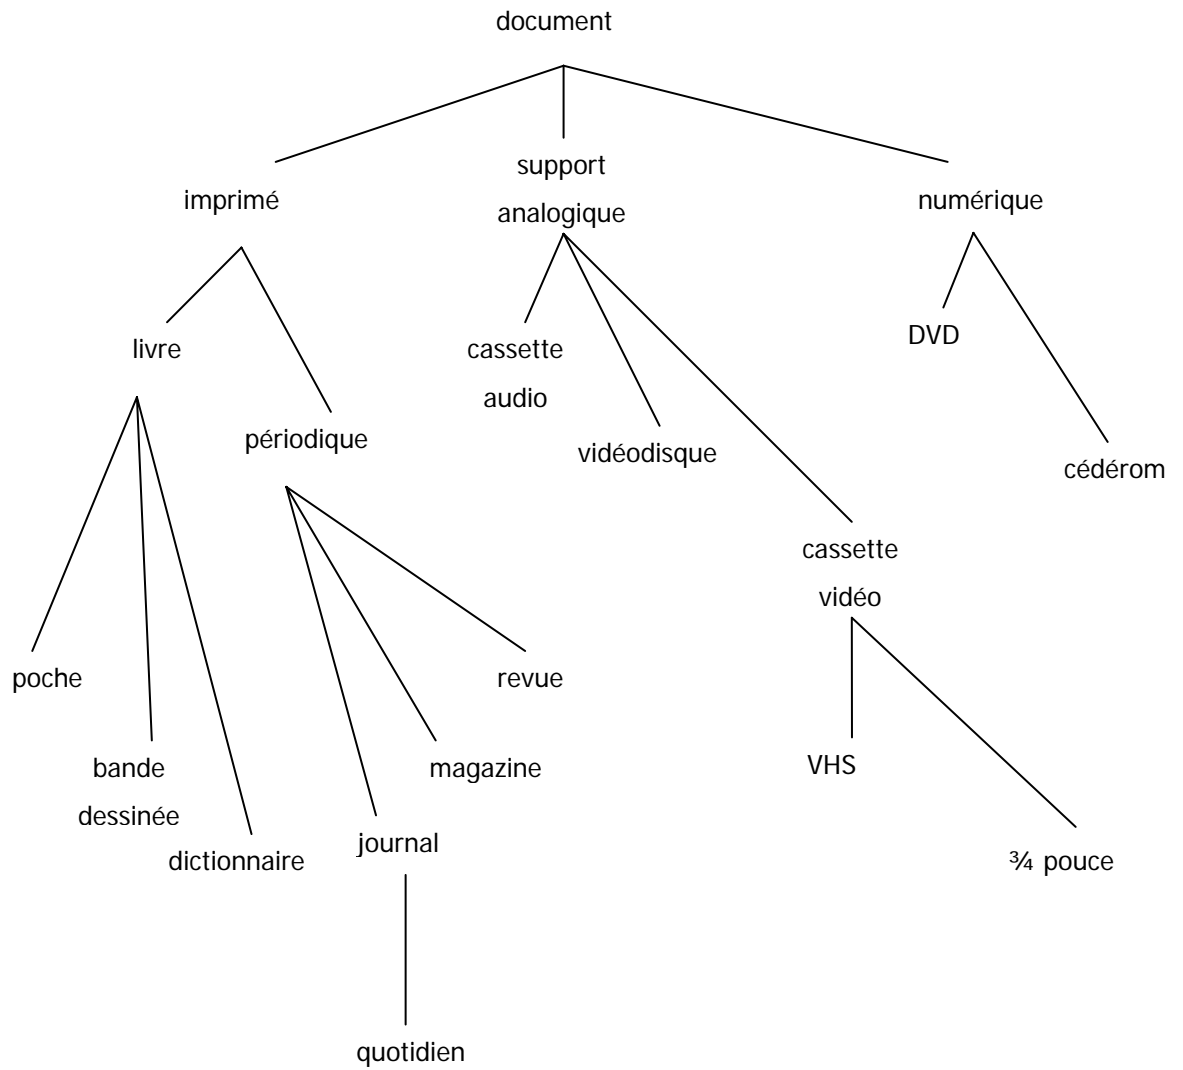 document
support
imprimé
numérique
analogique
DVD
livre
cassette
audio
périodique
vidéodisque
cédérom
cassette
vidéo
poche
revue
bande
magazine
VHS
dessinée
journal
dictionnaire
¾ pouce
quotidien